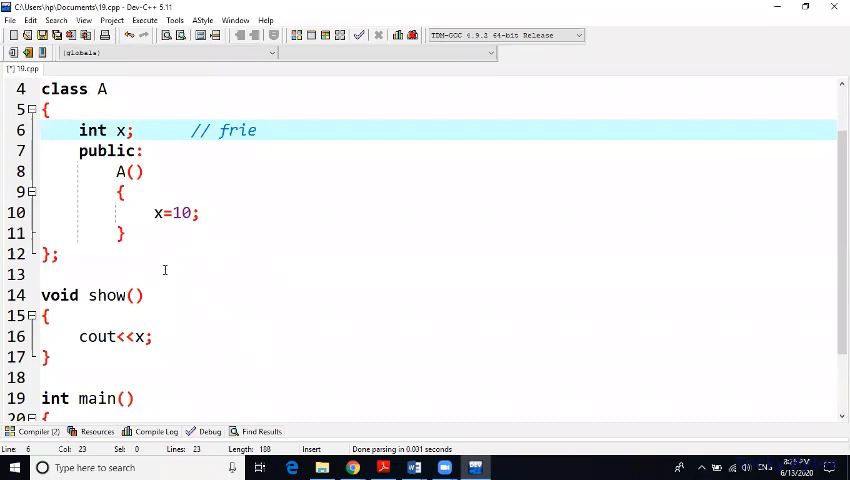 C:\Users\hp\Documents\19.cpp - Dev-C++ 5.11
File Edit Search View Project Execute Tools AStyle Window Help
TDM-GCC 4.9.2 64-bit Release
(globals)
[*] 19.cpp
4 class A
5 {
6 int x; // frie
7 public:
8 A()
9 {
10 x=10;
11 }
12 };
13
14 void show()
15 {
16 cout<<x;
17 }
18
19 int main()
20 {
Compiler (2) Resources Compile Log Debug Find Results
Line: 6 Col: 23 Sel: 0 Lines: 23 Length: 188 Insert Done parsing in 0.031 seconds
Type here to search
ENG
6/13/2020